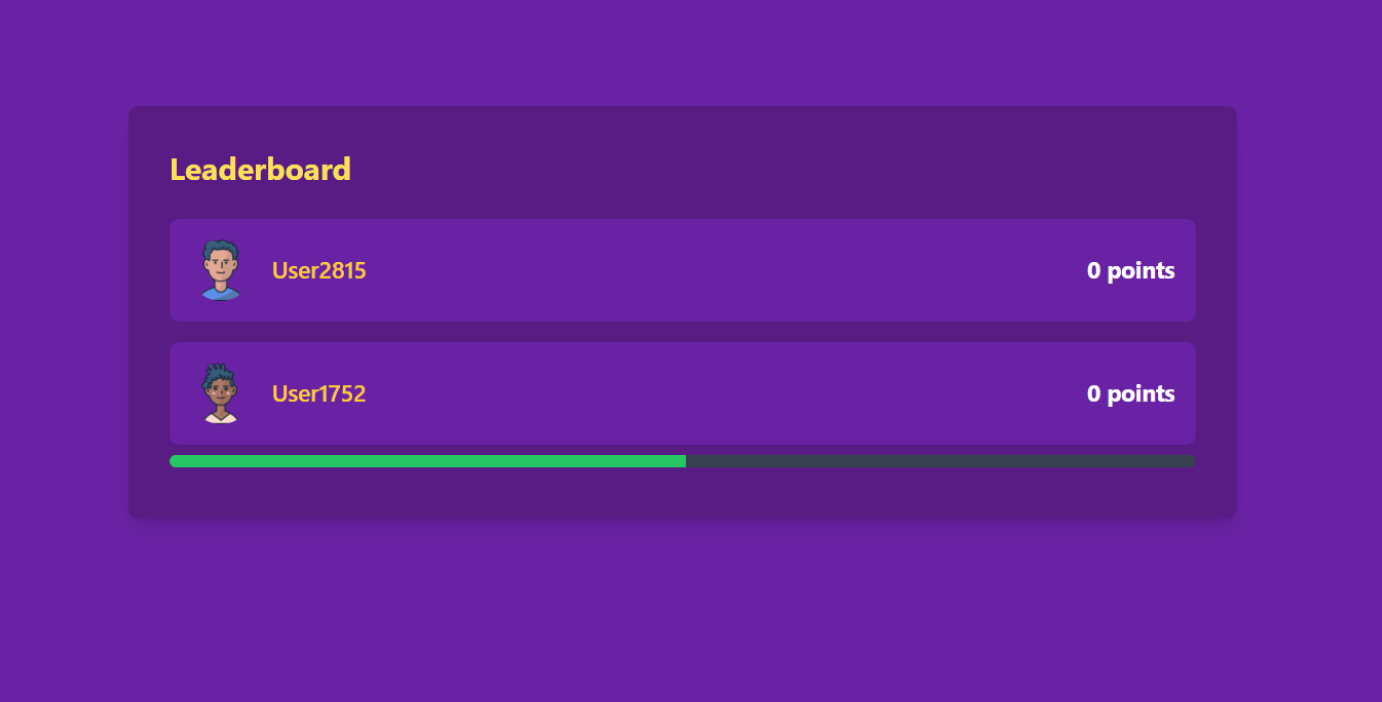 Leaderboard
User2815 0 points
User1752 0 points